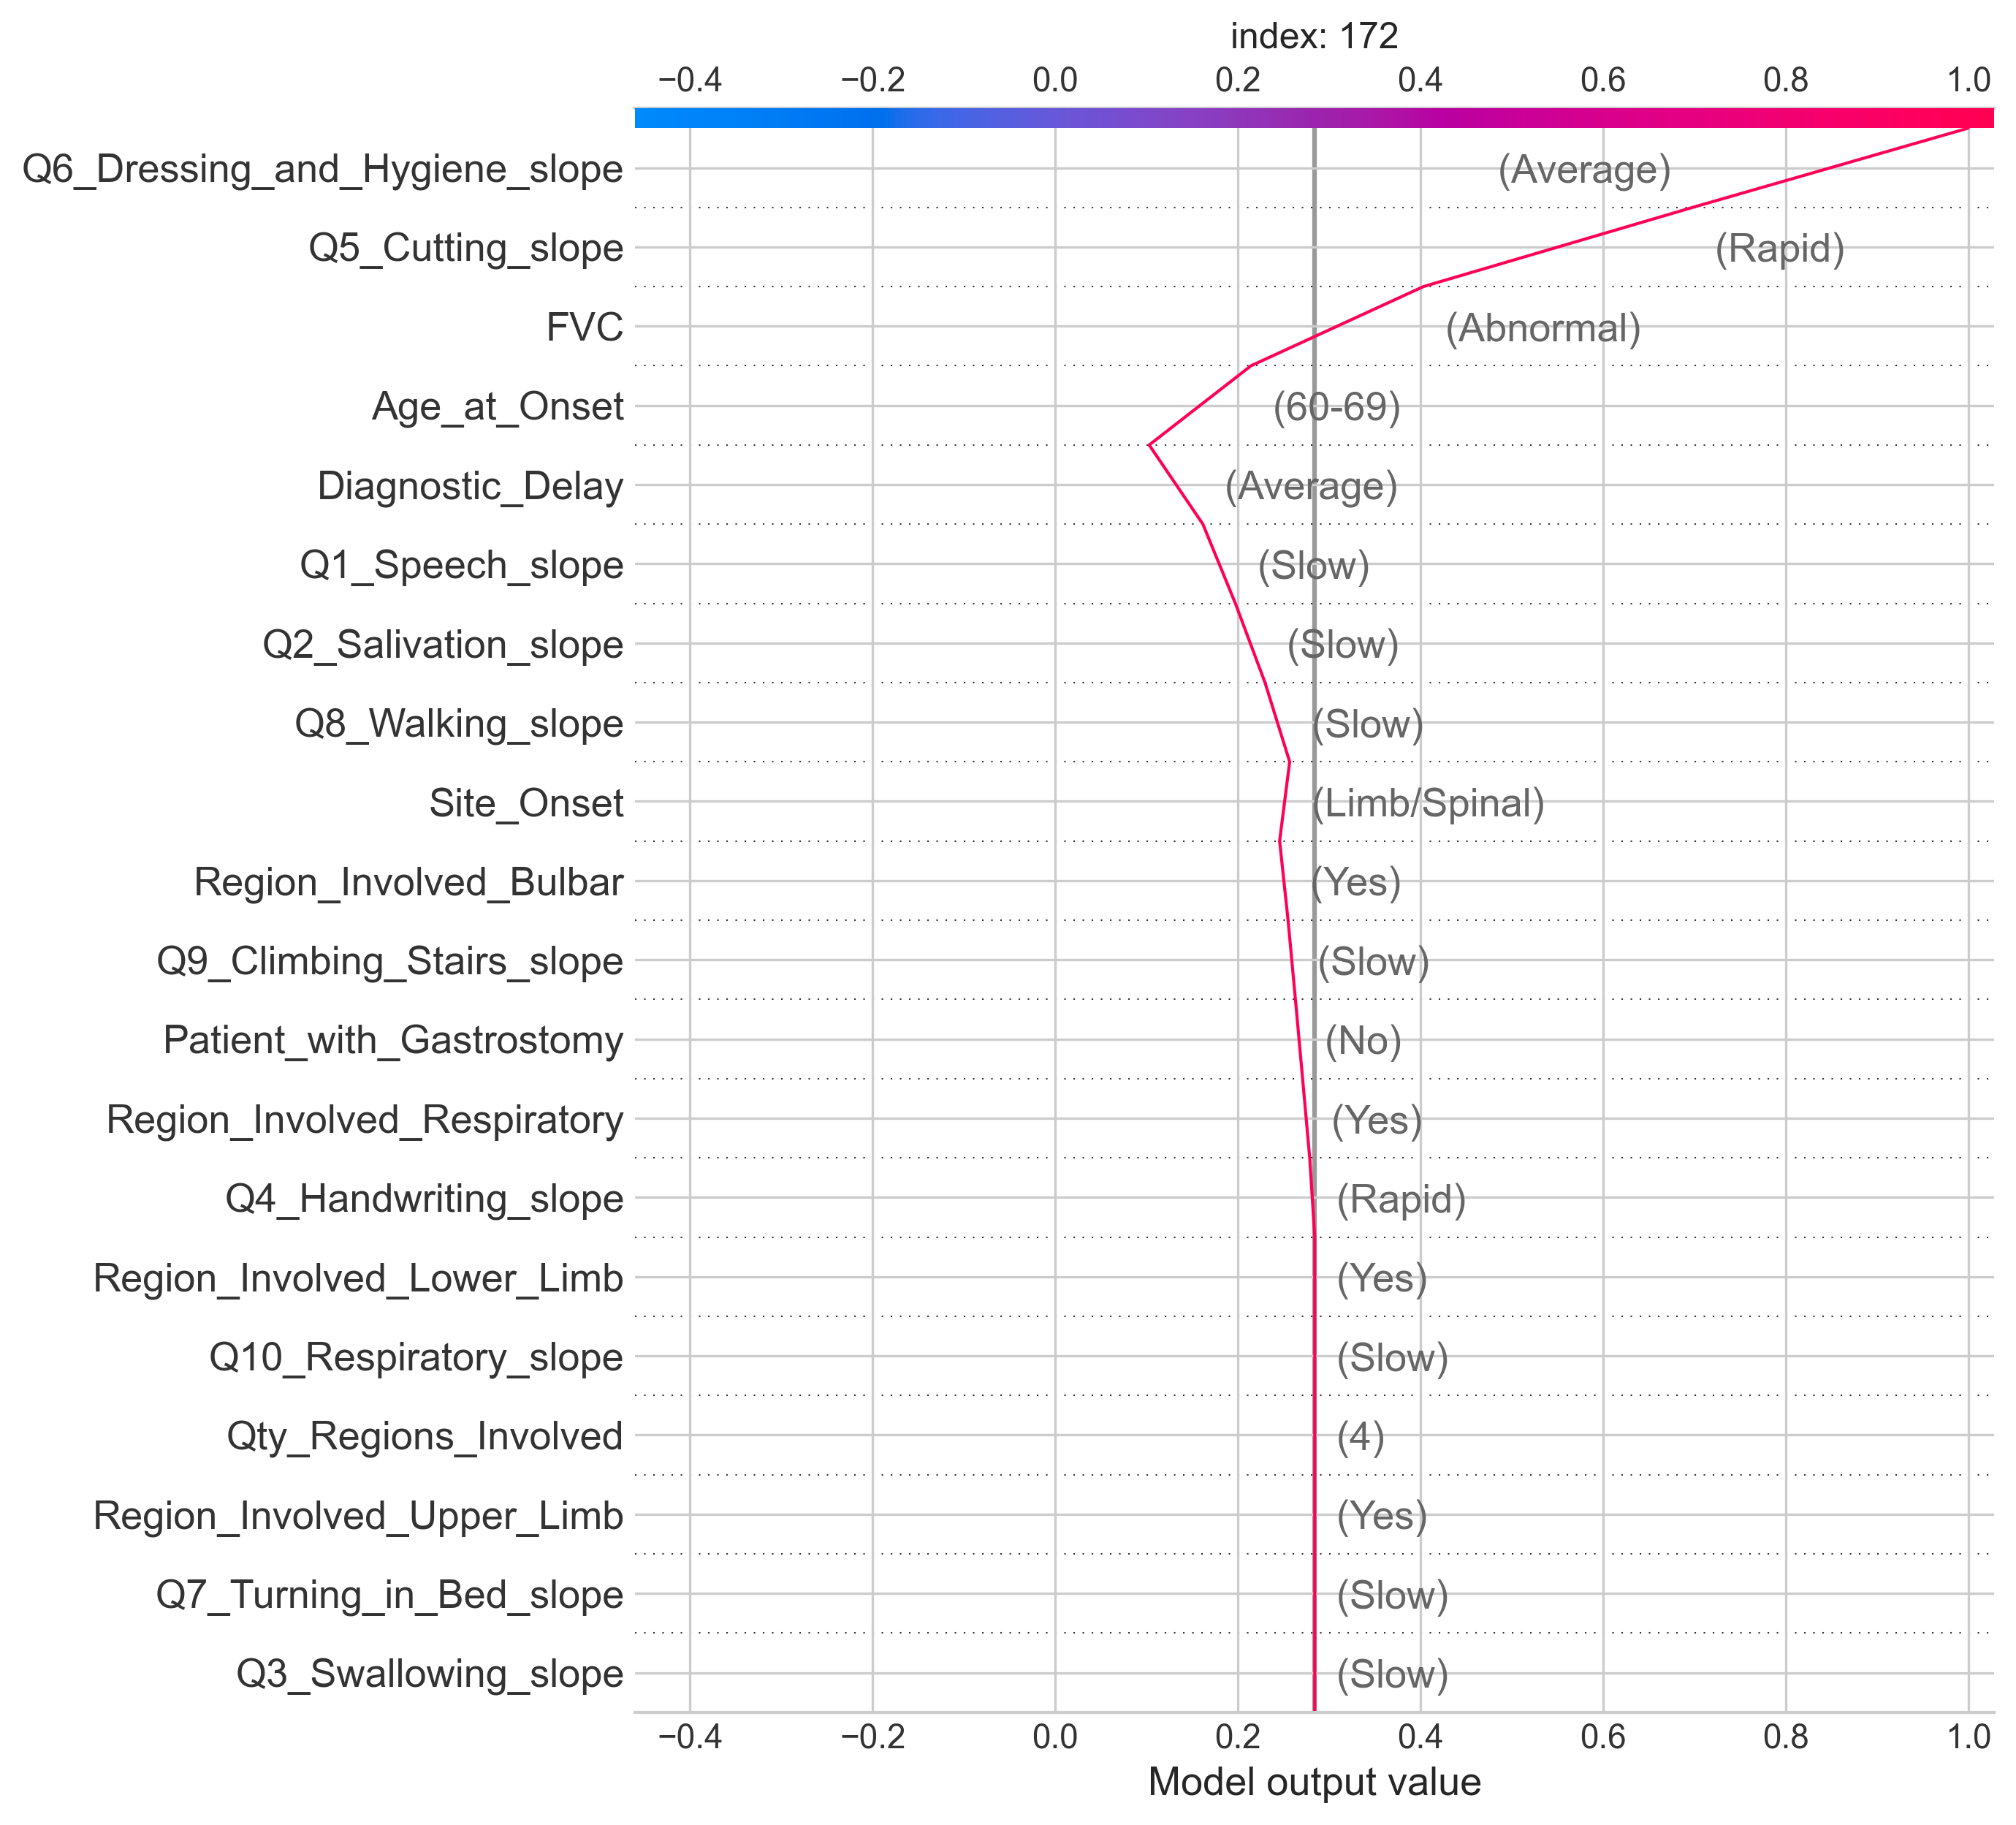 index: 172
−0.4 −0.2 0.0 0.2 0.4 0.6 0.8 1.0
Q6_Dressing_and_Hygiene_slope (Average)
Q5_Cutting_slope (Rapid)
FVC (Abnormal)
Age_at_Onset (60-69)
Diagnostic_Delay (Average)
Q1_Speech_slope (Slow)
Q2_Salivation_slope (Slow)
Q8_Walking_slope (Slow)
Site_Onset (Limb/Spinal)
Region_Involved_Bulbar (Yes)
Q9_Climbing_Stairs_slope (Slow)
Patient_with_Gastrostomy (No)
Region_Involved_Respiratory (Yes)
Q4_Handwriting_slope (Rapid)
Region_Involved_Lower_Limb (Yes)
Q10_Respiratory_slope (Slow)
Qty_Regions_Involved (4)
Region_Involved_Upper_Limb (Yes)
Q7_Turning_in_Bed_slope (Slow)
Q3_Swallowing_slope (Slow)
−0.4 −0.2 0.0 0.2 0.4 0.6 0.8 1.0
Model output value